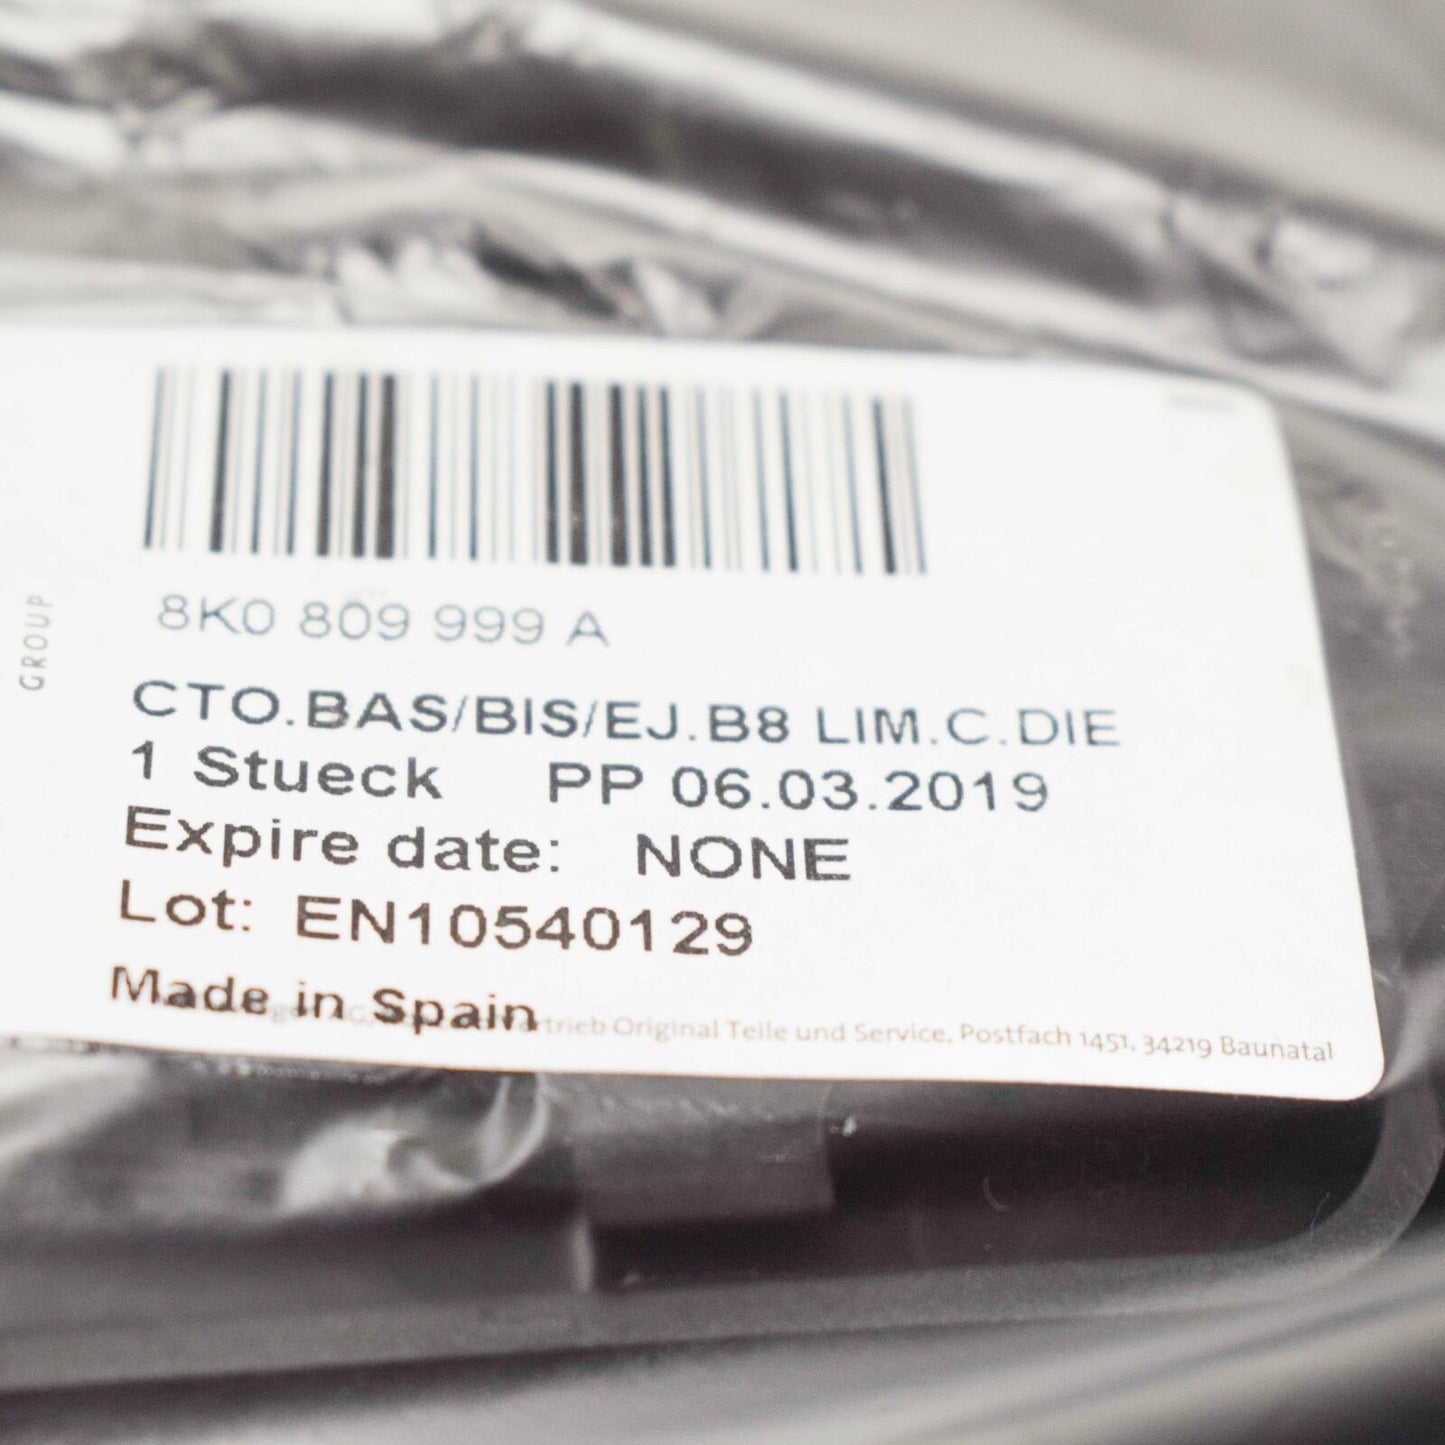 GROUP
8K0 809 999 A
CTO.BAS/BIS/EJ.B8 LIM.C.DIE
1 Stueck PP 06.03.2019
Expire date: NONE
Lot: EN10540129
Made in Spain
Original Teile und Service, Postfach 1451, 34219 Baunatal